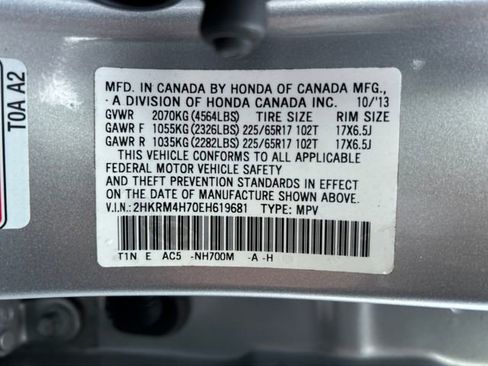 MFD. IN CANADA BY HONDA OF CANADA MFG.,
A DIVISION OF HONDA CANADA INC. 10/'13
GVWR 2070KG (4564LBS) TIRE SIZE RIM SIZE
GAWR F 1055KG (2326LBS) 225/65R17 102T 17X6.5J
GAWR R 1035KG (2282LBS) 225/65R17 102T 17X6.5J
THIS VEHICLE CONFORMS TO ALL APPLICABLE
FEDERAL MOTOR VEHICLE SAFETY
AND THEFT PREVENTION STANDARDS IN EFFECT
ON THE DATE OF MANUFACTURE SHOWN ABOVE.
V.I.N.: 2HKRM4H70EH619681 TYPE: MPV
T1N E AC5 -NH700M -A -H
T0A A2